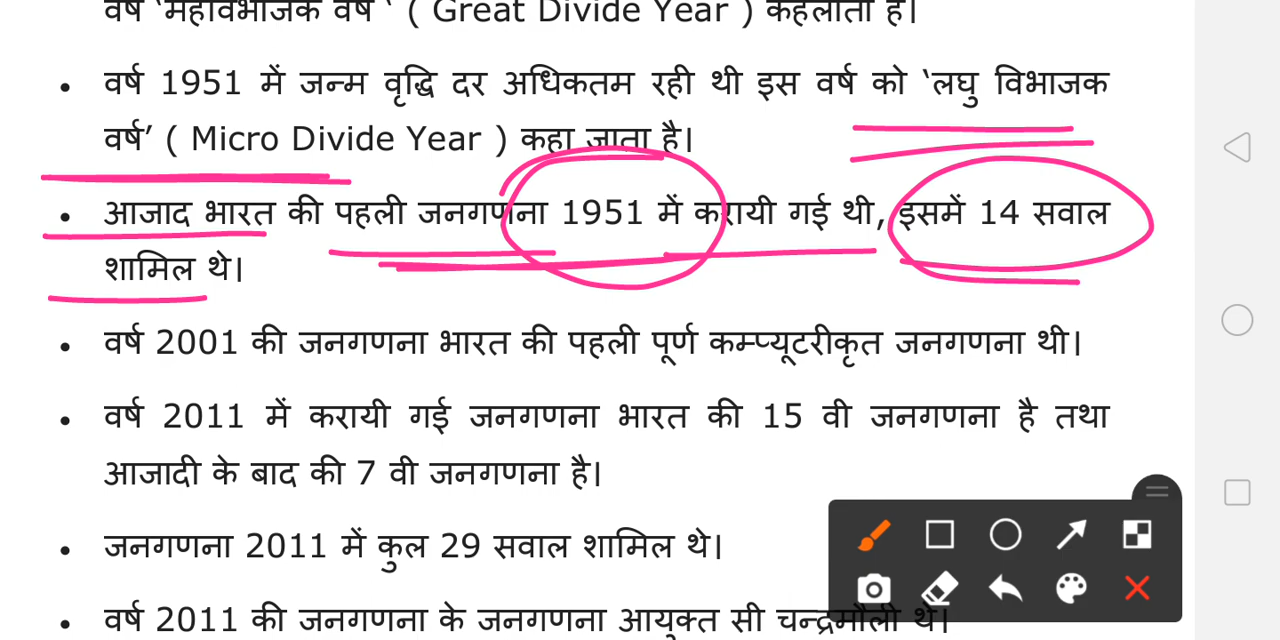 वर्ष 'महाविभाजक वर्ष ' ( Great Divide Year ) कहलाता है।
• वर्ष 1951 में जन्म वृद्धि दर अधिकतम रही थी इस वर्ष को 'लघु विभाजक
वर्ष' ( Micro Divide Year ) कहा जाता है।
• आजाद भारत की पहली जनगणना 1951 में करायी गई थी, इसमें 14 सवाल
शामिल थे।
• वर्ष 2001 की जनगणना भारत की पहली पूर्ण कम्प्यूटरीकृत जनगणना थी।
• वर्ष 2011 में करायी गई जनगणना भारत की 15 वी जनगणना है तथा
आजादी के बाद की 7 वी जनगणना है।
• जनगणना 2011 में कुल 29 सवाल शामिल थे।
• वर्ष 2011 की जनगणना के जनगणना आयुक्त सी चन्द्रमौली थे।